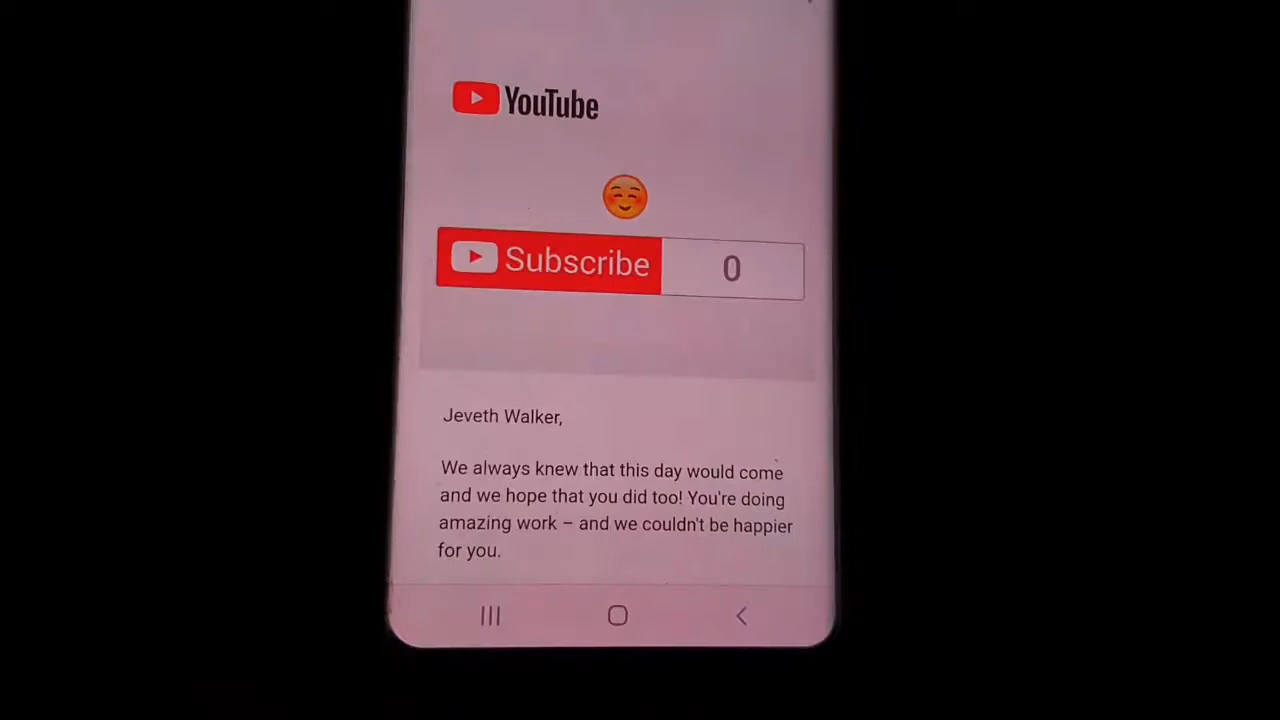 YouTube
Subscribe 0
Jeveth Walker,
We always knew that this day would come
and we hope that you did too! You're doing
amazing work – and we couldn't be happier
for you.